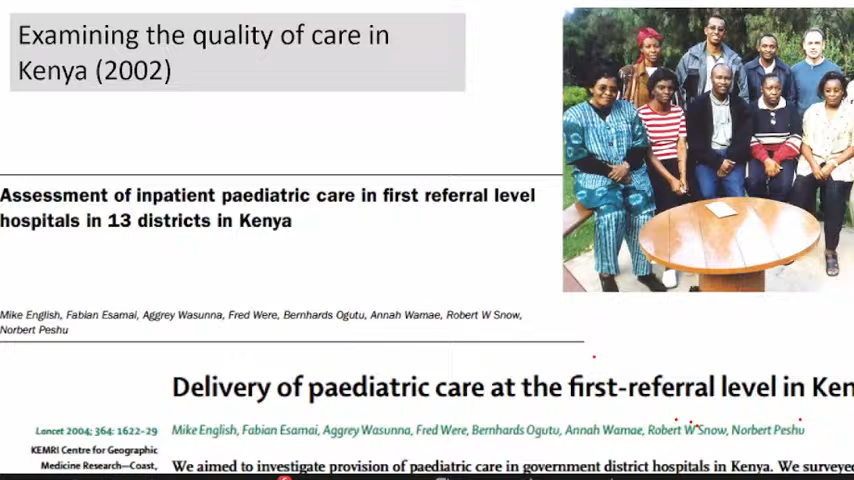 Examining the quality of care in
Kenya (2002)
Assessment of inpatient paediatric care in first referral level
hospitals in 13 districts in Kenya
Mike English, Fabian Esamai, Aggrey Wasunna, Fred Were, Bernhards Ogutu, Annah Wamae, Robert W Snow,
Norbert Peshu
Delivery of paediatric care at the first-referral level in Ken
Lancet 2004; 364: 1622–29
Mike English, Fabian Esamai, Aggrey Wasunna, Fred Were, Bernhards Ogutu, Annah Wamae, Robert W Snow, Norbert Peshu
KEMRI Centre for Geographic
Medicine Research—Coast,
We aimed to investigate provision of paediatric care in government district hospitals in Kenya. We surveyed